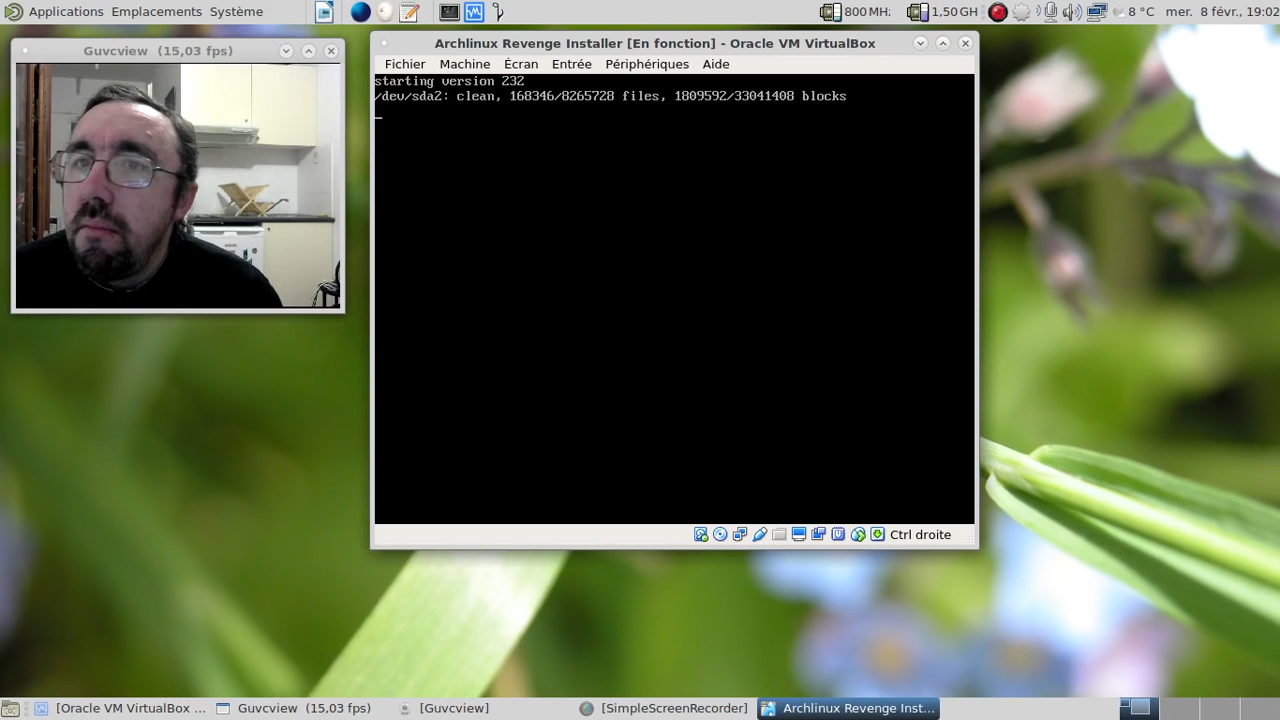 Applications Emplacements Système 800 MHz 1,50 GH 8 °C mer. 8 févr., 19:02
Guvcview (15,03 fps)
Archlinux Revenge Installer [En fonction] - Oracle VM VirtualBox
Fichier Machine Écran Entrée Périphériques Aide
starting version 232
/dev/sda2: clean, 168346/8265728 files, 1809592/33041408 blocks
Ctrl droite
[Oracle VM VirtualBox ... Guvcview (15,03 fps) [Guvcview] [SimpleScreenRecorder] Archlinux Revenge Inst...